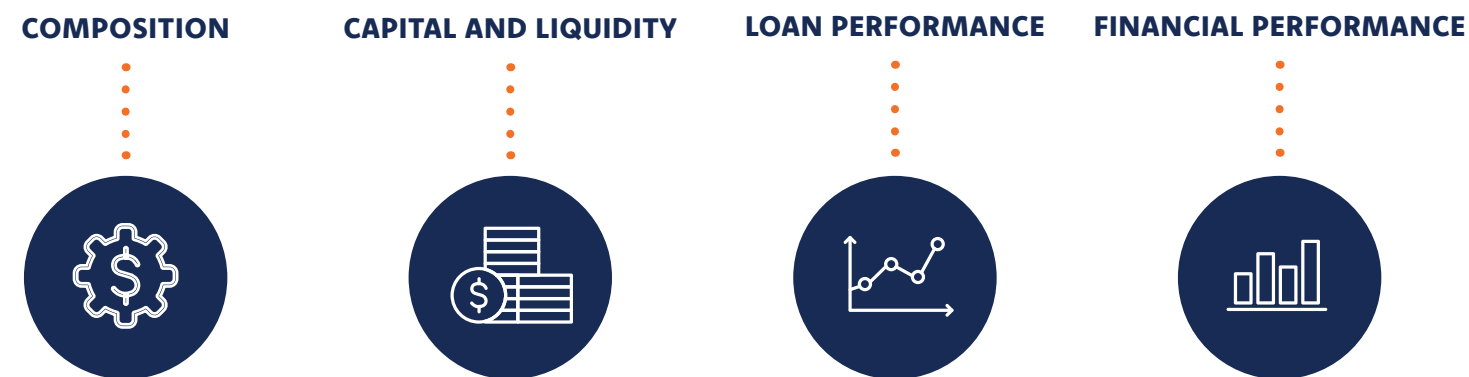 COMPOSITION
CAPITAL AND LIQUIDITY
LOAN PERFORMANCE
FINANCIAL PERFORMANCE
$
$